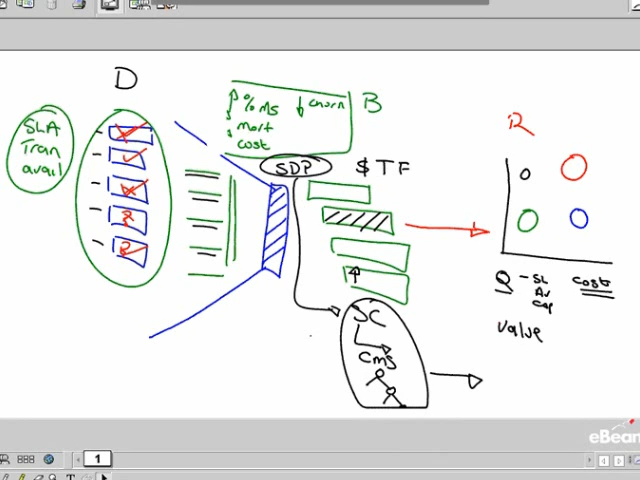 D
SLA
Tran
avail
% MS
churn
mort
cost
B
SDP
$ TF
R
SC
CMS
Q - SL
Av
Cap
cost
value
1
eBeam